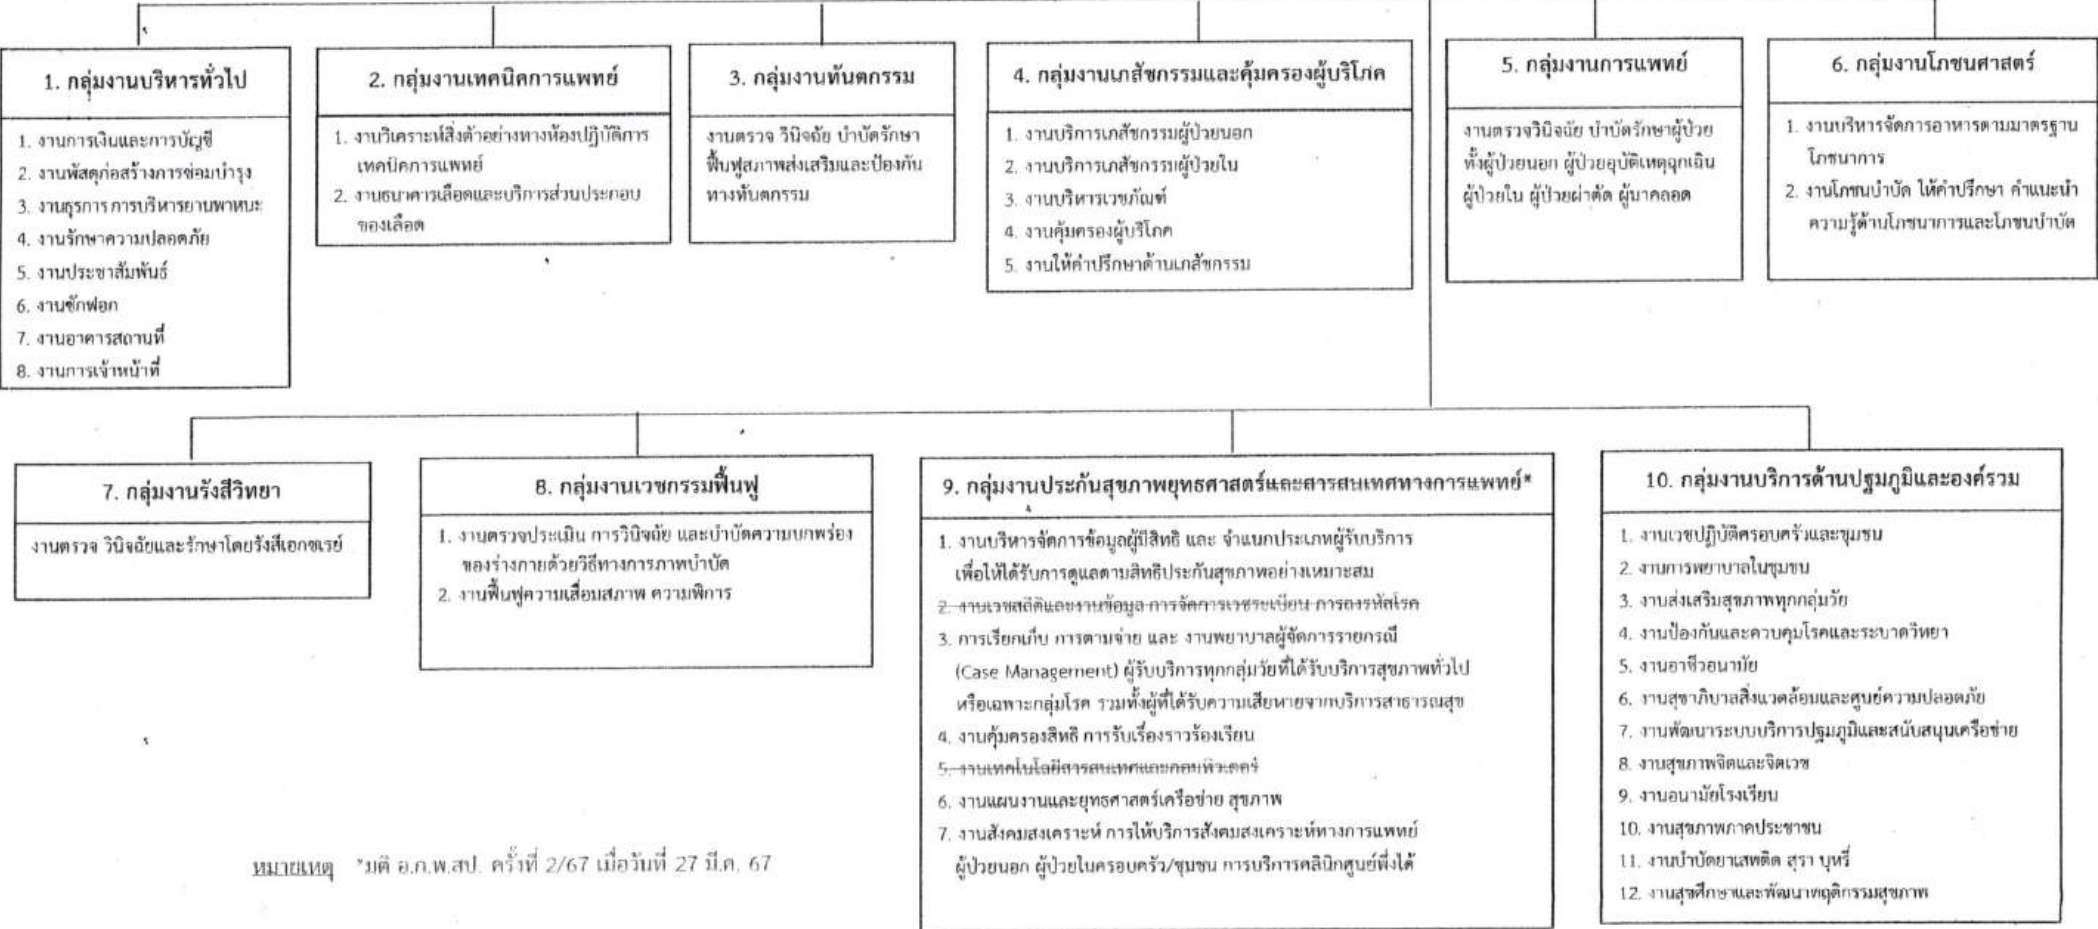 1. กลุ่มงานบริหารทั่วไป
1. งานการเงินและการบัญชี
2. งานพัสดุก่อสร้างการซ่อมบำรุง
3. งานธุรการ การบริหารยานพาหนะ
4. งานรักษาความปลอดภัย
5. งานประชาสัมพันธ์
6. งานซักฟอก
7. งานอาคารสถานที่
8. งานการเจ้าหน้าที่
2. กลุ่มงานเทคนิคการแพทย์
1. งานวิเคราะห์สิ่งตัวอย่างทางห้องปฏิบัติการ
เทคนิคการแพทย์
2. งานธนาคารเลือดและบริการส่วนประกอบ
ของเลือด
3. กลุ่มงานทันตกรรม
งานตรวจ วินิจฉัย บำบัดรักษา
ฟื้นฟูสภาพส่งเสริมและป้องกัน
ทางทันตกรรม
4. กลุ่มงานเภสัชกรรมและคุ้มครองผู้บริโภค
1. งานบริการเภสัชกรรมผู้ป่วยนอก
2. งานบริการเภสัชกรรมผู้ป่วยใน
3. งานบริหารเวชภัณฑ์
4. งานคุ้มครองผู้บริโภค
5. งานให้คำปรึกษาด้านเภสัชกรรม
5. กลุ่มงานการแพทย์
งานตรวจวินิจฉัย บำบัดรักษาผู้ป่วย
ทั้งผู้ป่วยนอก ผู้ป่วยอุบัติเหตุฉุกเฉิน
ผู้ป่วยใน ผู้ป่วยผ่าตัด ผู้มาคลอด
6. กลุ่มงานโภชนศาสตร์
1. งานบริหารจัดการอาหารตามมาตรฐาน
โภชนาการ
2. งานโภชนบำบัด ให้คำปรึกษา คำแนะนำ
ความรู้ด้านโภชนาการและโภชนบำบัด
7. กลุ่มงานรังสีวิทยา
งานตรวจ วินิจฉัยและรักษาโดยรังสีเอกซเรย์
8. กลุ่มงานเวชกรรมฟื้นฟู
1. งานตรวจประเมิน การวินิจฉัย และบำบัดความบกพร่อง
ของร่างกายด้วยวิธีทางการภาพบำบัด
2. งานฟื้นฟูความเสื่อมสภาพ ความพิการ
9. กลุ่มงานประกันสุขภาพยุทธศาสตร์และสารสนเทศทางการแพทย์*
1. งานบริหารจัดการข้อมูลผู้มีสิทธิ และ จำแนกประเภทผู้รับบริการ
เพื่อให้ได้รับการดูแลตามสิทธิประกันสุขภาพอย่างเหมาะสม
2. งานเวชสถิติและงานข้อมูล การจัดการเวชระเบียน การลงรหัสโรค
3. การเรียกเก็บ การตามจ่าย และ งานพยาบาลผู้จัดการรายกรณี
(Case Management) ผู้รับบริการทุกกลุ่มวัยที่ได้รับบริการสุขภาพทั่วไป
หรือเฉพาะกลุ่มโรค รวมทั้งผู้ที่ได้รับความเสียหายจากบริการสาธารณสุข
4. งานคุ้มครองสิทธิ การรับเรื่องราวร้องเรียน
5. งานเทคโนโลยีสารสนเทศและคอมพิวเตอร์
6. งานแผนงานและยุทธศาสตร์เครือข่าย สุขภาพ
7. งานสังคมสงเคราะห์ การให้บริการสังคมสงเคราะห์ทางการแพทย์
ผู้ป่วยนอก ผู้ป่วยในครอบครัว/ชุมชน การบริการคลินิกศูนย์พึ่งได้
10. กลุ่มงานบริการด้านปฐมภูมิและองค์รวม
1. งานเวชปฏิบัติครอบครัวและชุมชน
2. งานการพยาบาลในชุมชน
3. งานส่งเสริมสุขภาพทุกกลุ่มวัย
4. งานป้องกันและควบคุมโรคและระบาดวิทยา
5. งานอาชีวอนามัย
6. งานสุขาภิบาลสิ่งแวดล้อมและศูนย์ความปลอดภัย
7. งานพัฒนาระบบบริการปฐมภูมิและสนับสนุนเครือข่าย
8. งานสุขภาพจิตและจิตเวช
9. งานอนามัยโรงเรียน
10. งานสุขภาพภาคประชาชน
11. งานบำบัดยาเสพติด สุรา บุหรี่
12. งานสุขศึกษาและพัฒนาพฤติกรรมสุขภาพ
หมายเหตุ *มติ อ.ก.พ.สป. ครั้งที่ 2/67 เมื่อวันที่ 27 มี.ค. 67